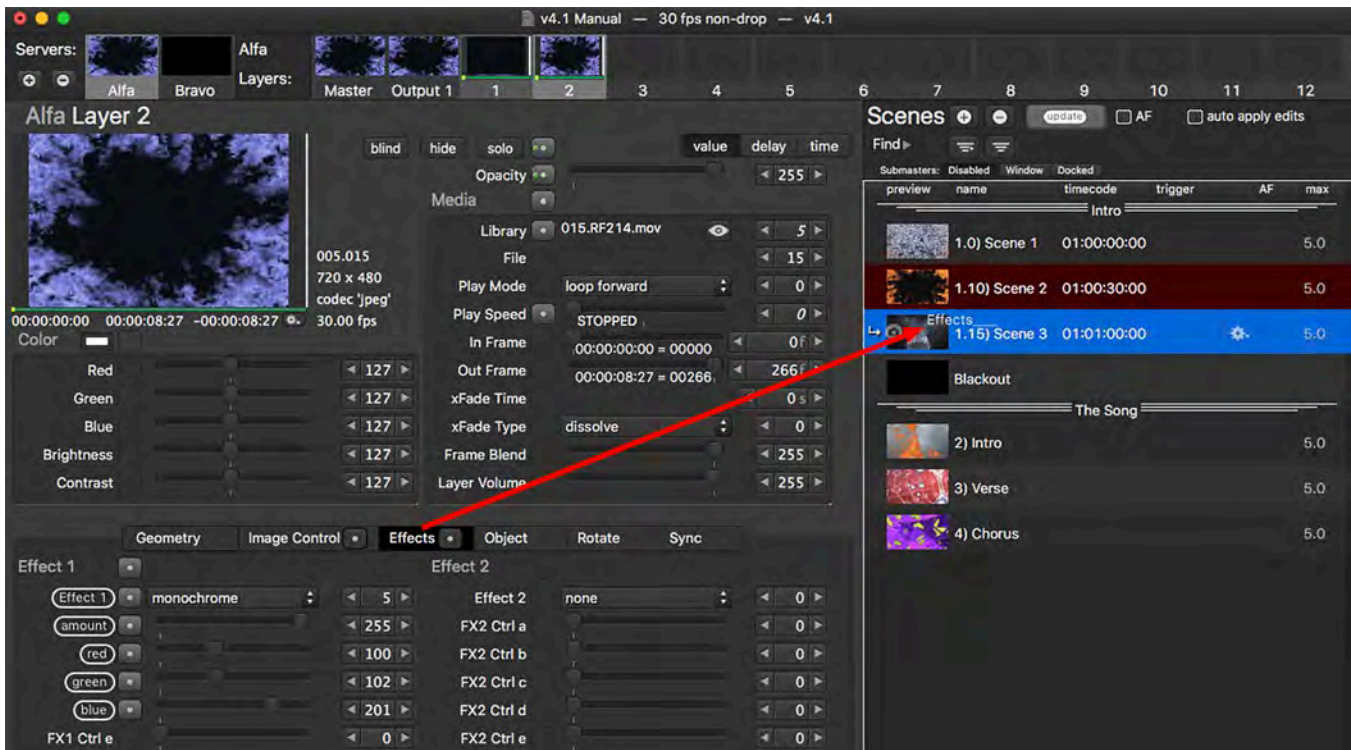 v4.1 Manual — 30 fps non-drop — v4.1
Servers:
Alfa
Bravo
Alfa
Layers:
Master Output 1 1 2 3 4 5 6 7 8 9 10 11 12
Alfa Layer 2
blind hide solo value delay time
Opacity 255
Media
Library 015.RF214.mov 5
File 15
Play Mode loop forward 0
Play Speed STOPPED 0
In Frame 00:00:00:00 = 00000 0f
Out Frame 00:00:08:27 = 00266 266f
xFade Time 0 s
xFade Type dissolve 0
Frame Blend 255
Layer Volume 255
005.015
720 x 480
codec 'jpeg'
30.00 fps
00:00:00:00 00:00:08:27 -00:00:08:27
Color
Red 127
Green 127
Blue 127
Brightness 127
Contrast 127
Geometry Image Control Effects Object Rotate Sync
Effect 1
Effect 1 monochrome 5
amount 255
red 100
green 102
blue 201
FX1 Ctrl e 0
Effect 2
Effect 2 none 0
FX2 Ctrl a 0
FX2 Ctrl b 0
FX2 Ctrl c 0
FX2 Ctrl d 0
FX2 Ctrl e 0
Scenes update AF auto apply edits
Find
Submasters: Disabled Window Docked
preview name timecode trigger AF max
Intro
1.0) Scene 1 01:00:00:00 5.0
1.10) Scene 2 01:00:30:00 5.0
Effects
1.15) Scene 3 01:01:00:00 5.0
Blackout
The Song
2) Intro 5.0
3) Verse 5.0
4) Chorus 5.0